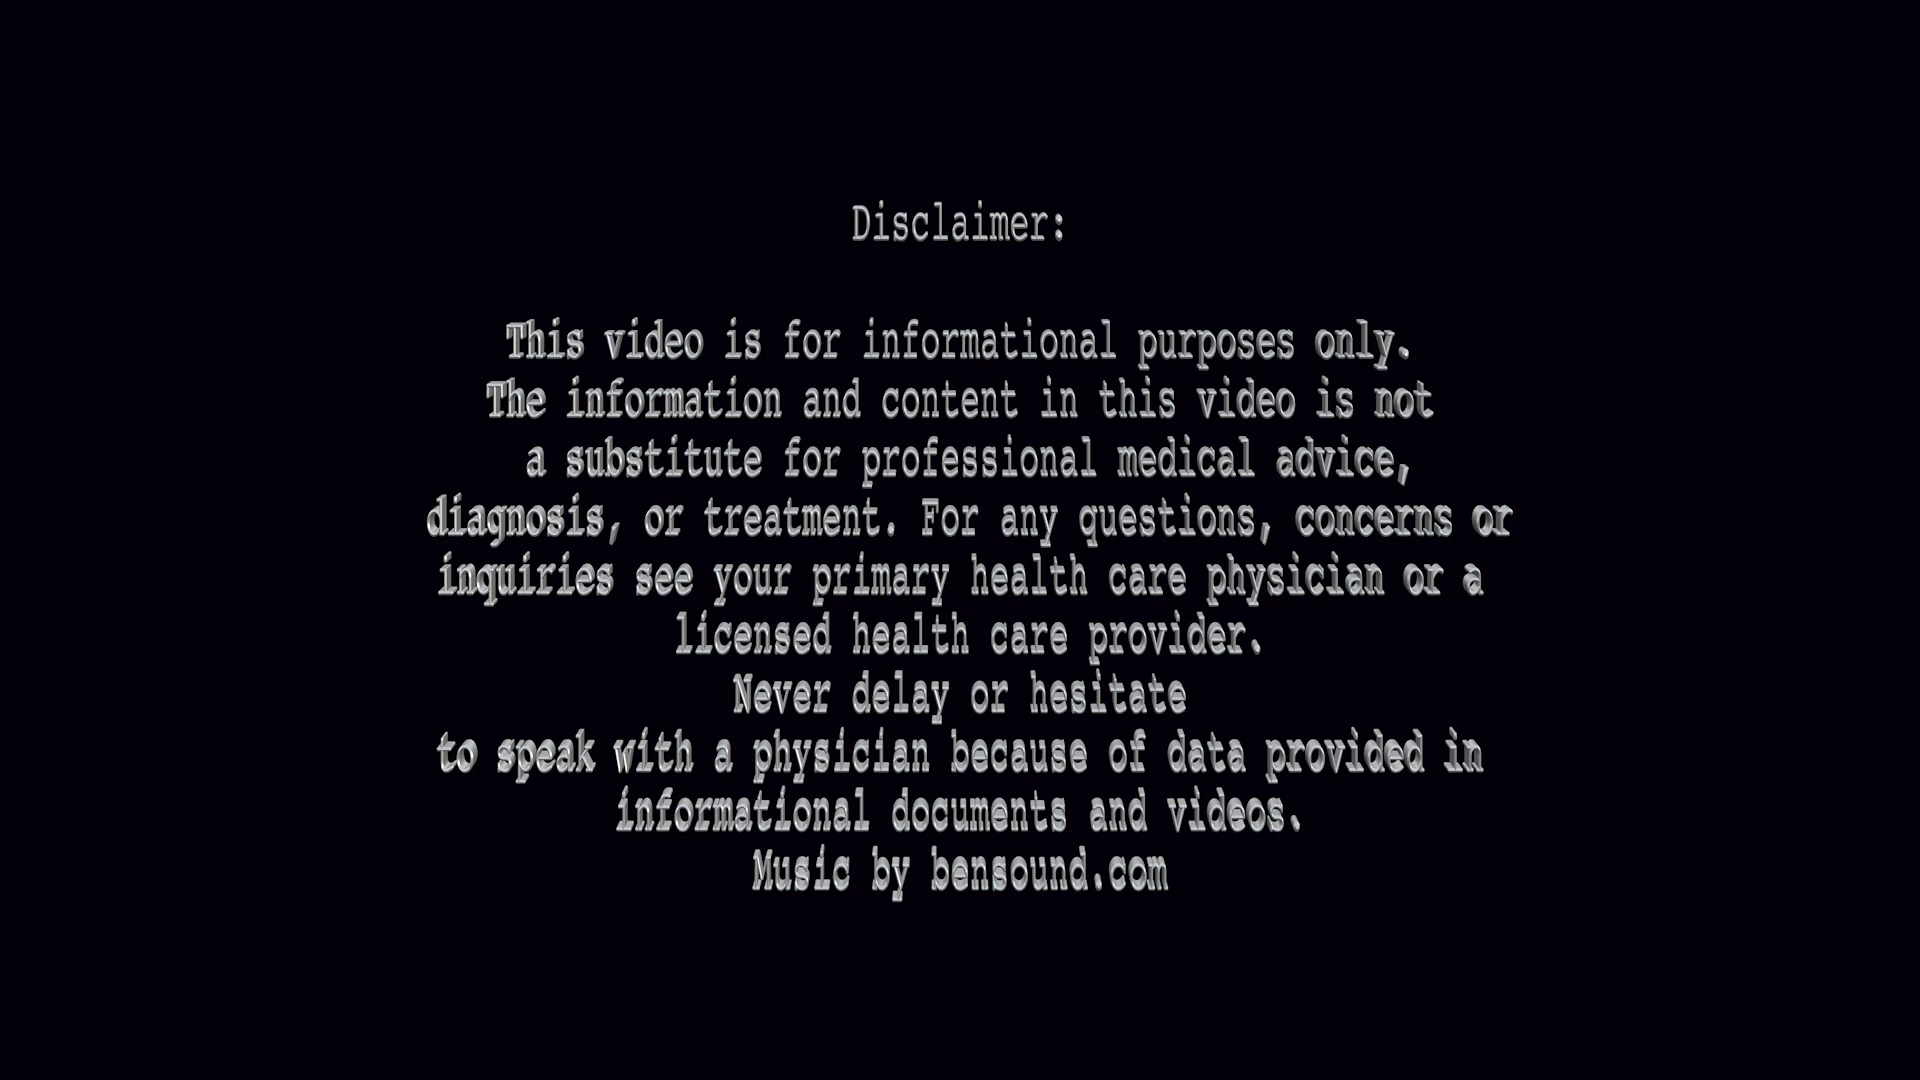 Disclaimer:
This video is for informational purposes only.
The information and content in this video is not
a substitute for professional medical advice,
diagnosis, or treatment. For any questions, concerns or
inquiries see your primary health care physician or a
licensed health care provider.
Never delay or hesitate
to speak with a physician because of data provided in
informational documents and videos.
Music by bensound.com